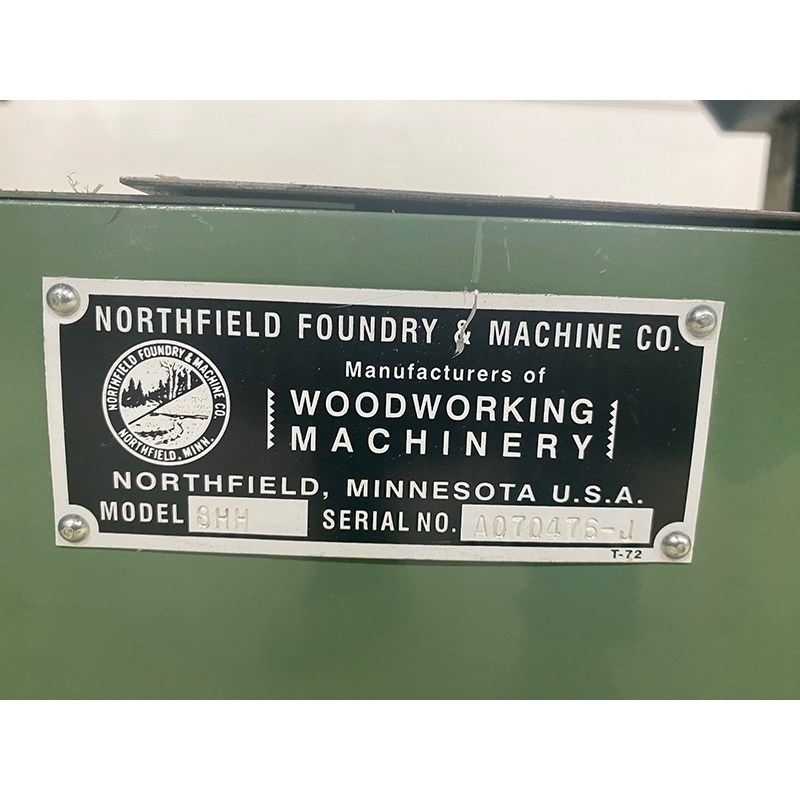 NORTHFIELD FOUNDRY & MACHINE CO.
NORTHFIELD FOUNDRY & MACHINE CO.
NORTHFIELD, MINN.
Manufacturers of
WOODWORKING
MACHINERY
NORTHFIELD, MINNESOTA U.S.A.
MODEL 8HH SERIAL NO. A070476-J
T-72